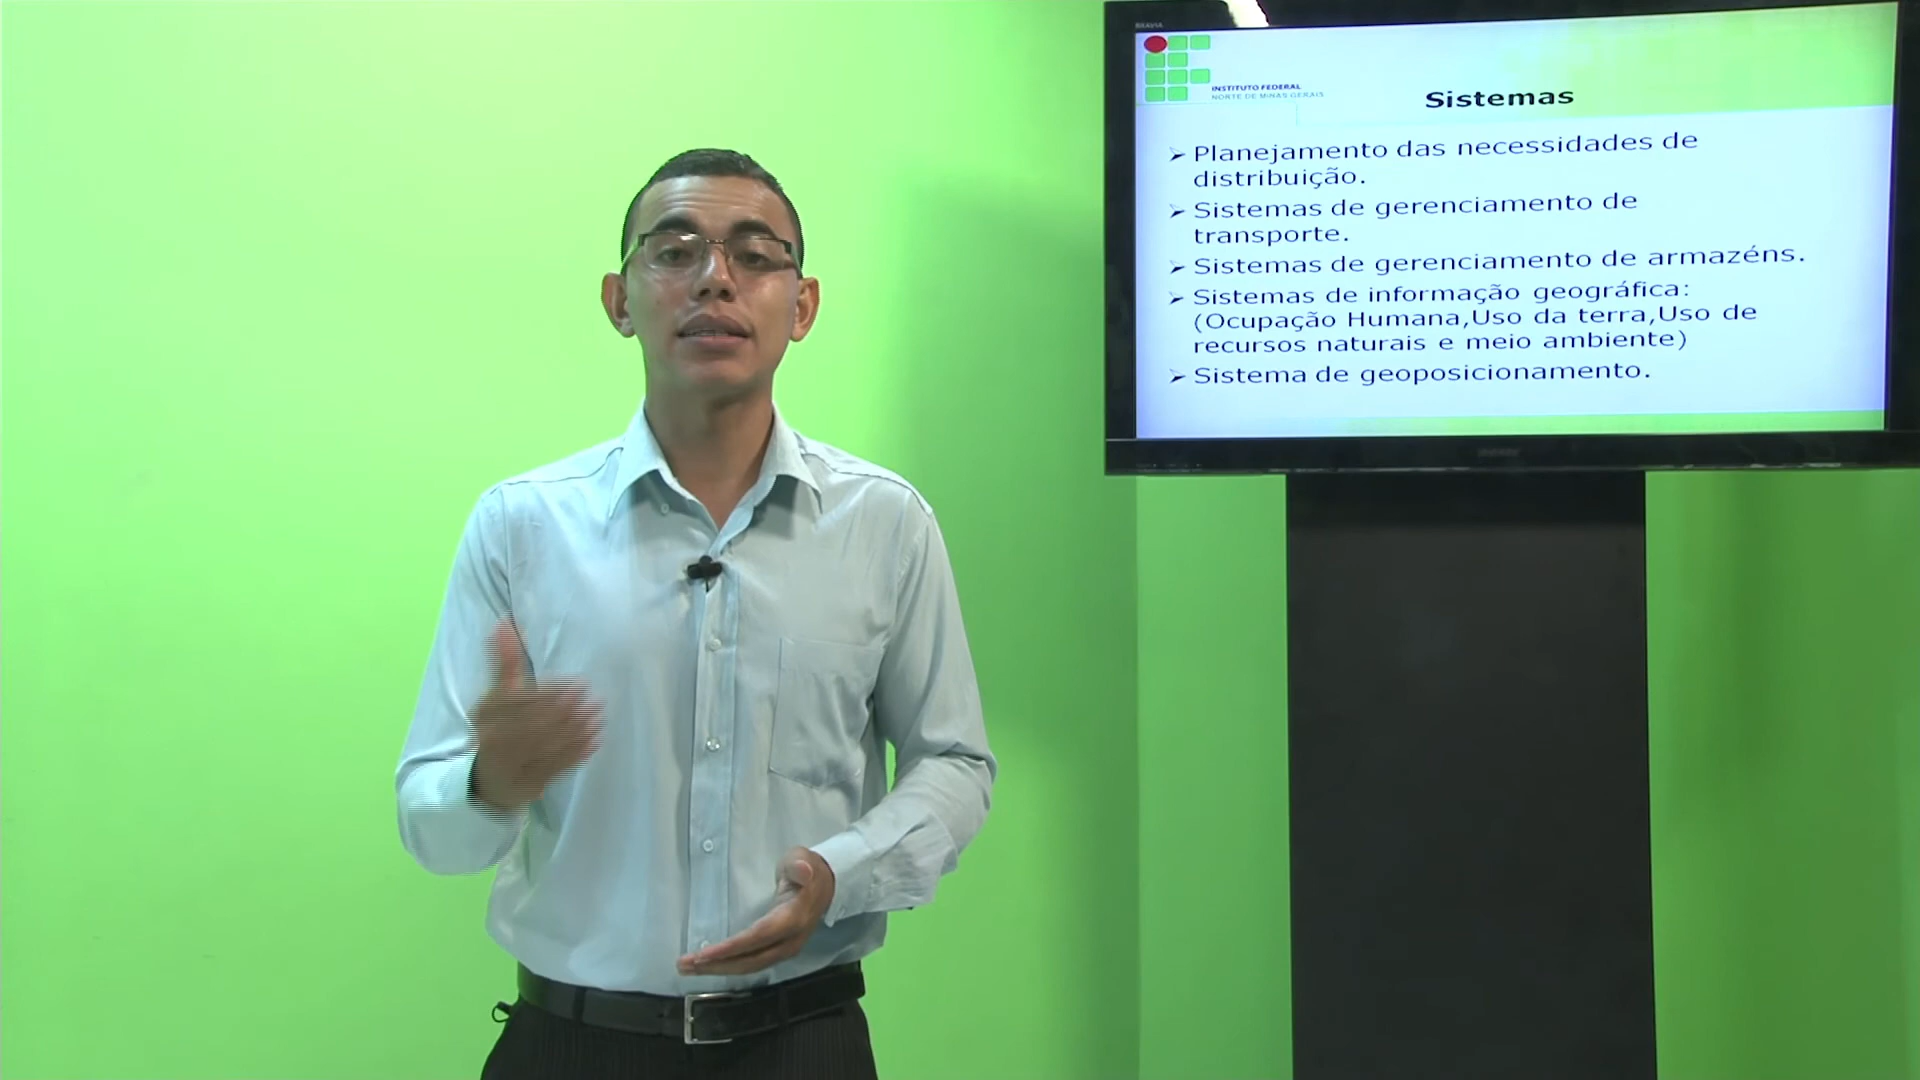 BRAVIA
INSTITUTO FEDERAL
NORTE DE MINAS GERAIS
Sistemas
➢ Planejamento das necessidades de
distribuição.
➢ Sistemas de gerenciamento de
transporte.
➢ Sistemas de gerenciamento de armazéns.
➢ Sistemas de informação geográfica:
(Ocupação Humana,Uso da terra,Uso de
recursos naturais e meio ambiente)
➢ Sistema de geoposicionamento.